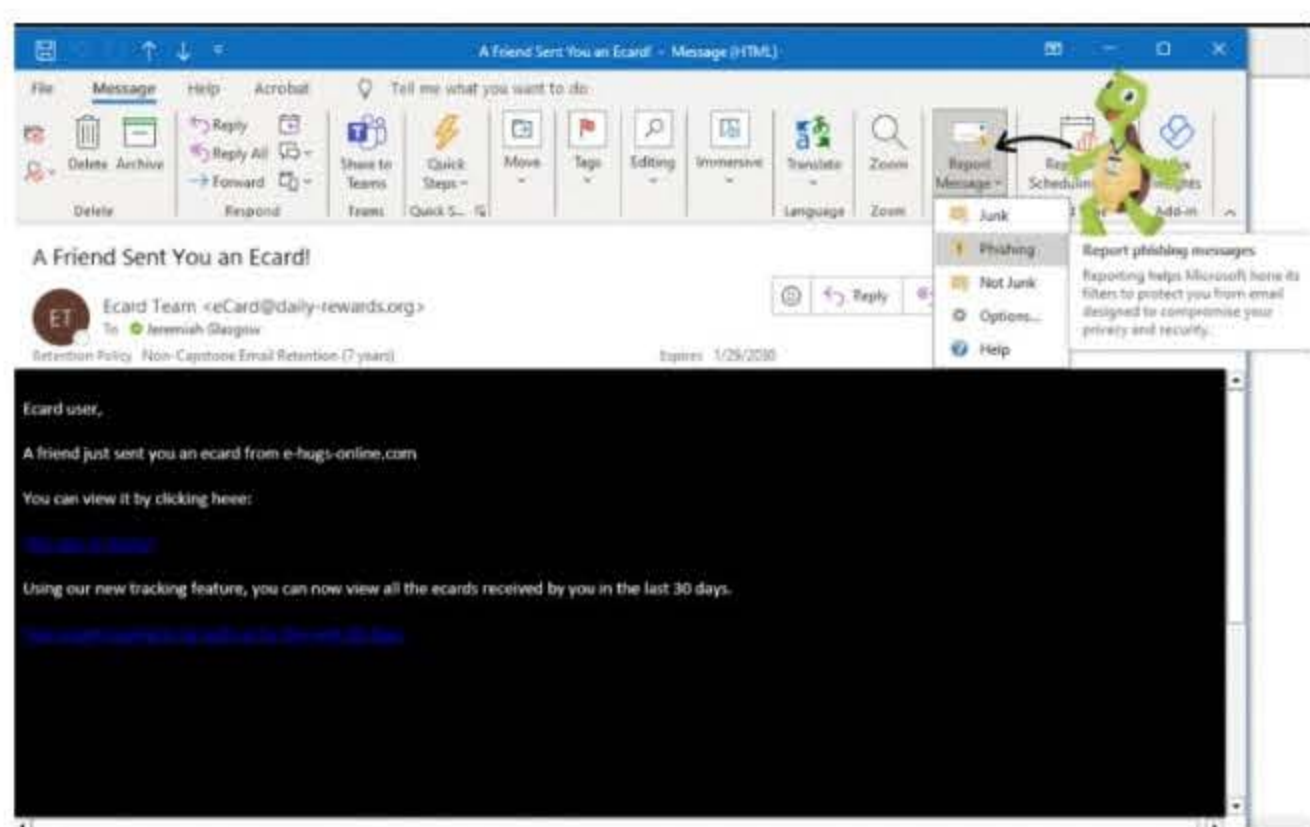 A Friend Sent You an Ecard! - Message (HTML)
File Message Help Acrobat Tell me what you want to do
Delete Archive
Reply
Reply All
Forward
Share to Teams
Quick Steps
Move
Tags
Editing
Immersive
Translate
Zoom
Report Message
Delete Respond Teams Quick S... Language Zoom Add-in
Junk
Phishing
Not Junk
Options...
Help
Report phishing messages
Reporting helps Microsoft hone its
filters to protect you from email
designed to compromise your
privacy and security.
A Friend Sent You an Ecard!
ET
Ecard Team <eCard@daily-rewards.org>
To Jeremiah Glasgow
Reply
Retention Policy Non-Capstone Email Retention (7 years) Expires 1/29/2030
Ecard user,
A friend just sent you an ecard from e-hugs-online.com
You can view it by clicking heee:
Using our new tracking feature, you can now view all the ecards received by you in the last 30 days.